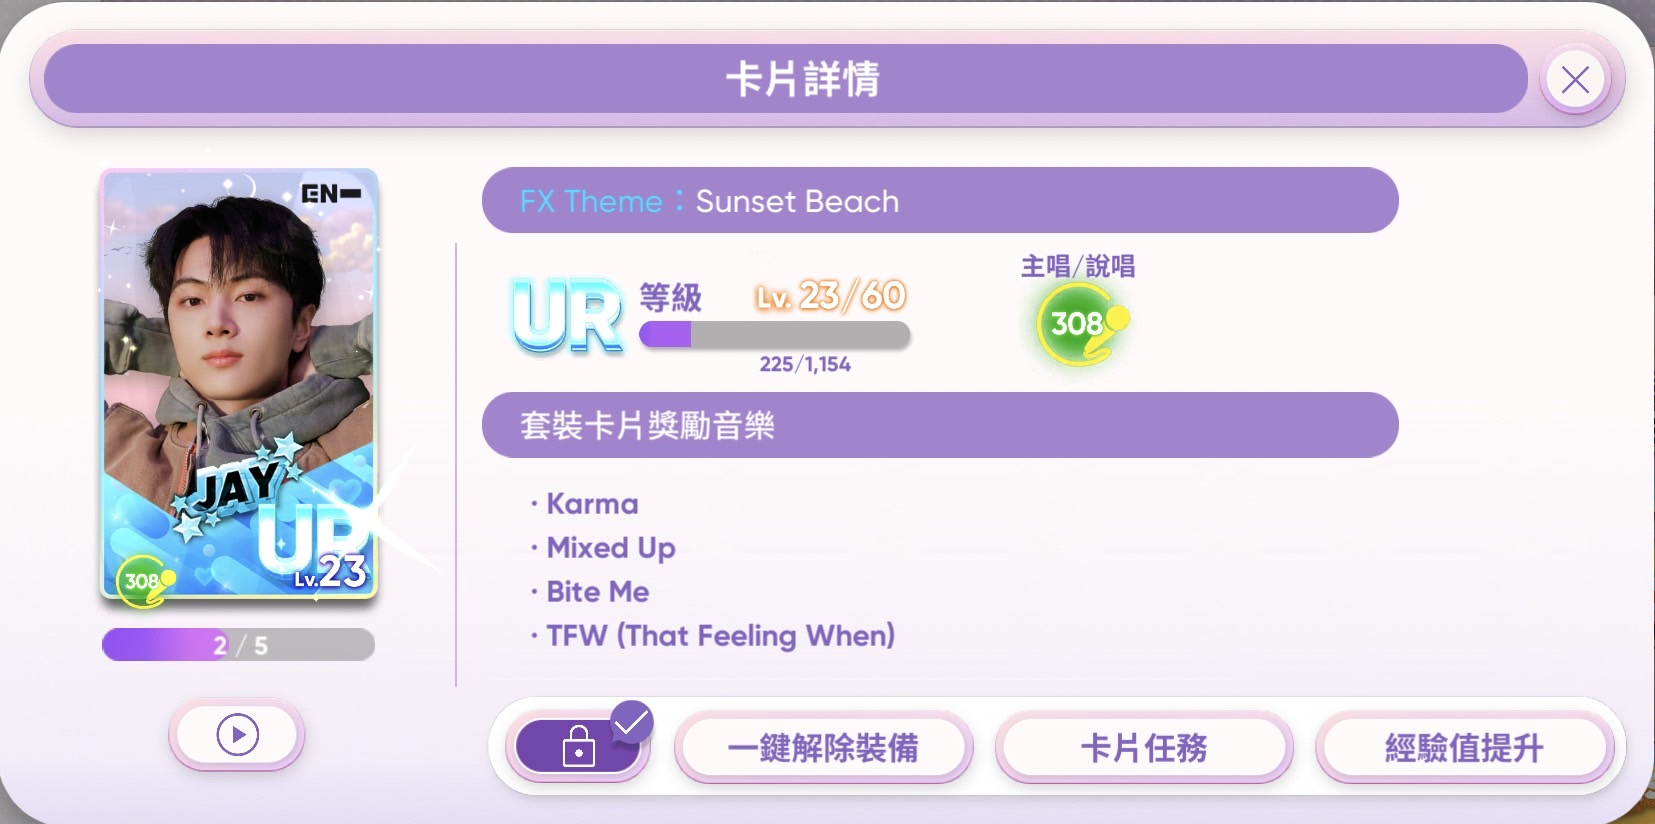 卡片詳情
EN-
JAY
UR
308
Lv.23
2 / 5
FX Theme：Sunset Beach
UR
等級
Lv. 23/60
225/1,154
主唱/說唱
308
套裝卡片獎勵音樂
· Karma
· Mixed Up
· Bite Me
· TFW (That Feeling When)
一鍵解除裝備
卡片任務
經驗值提升